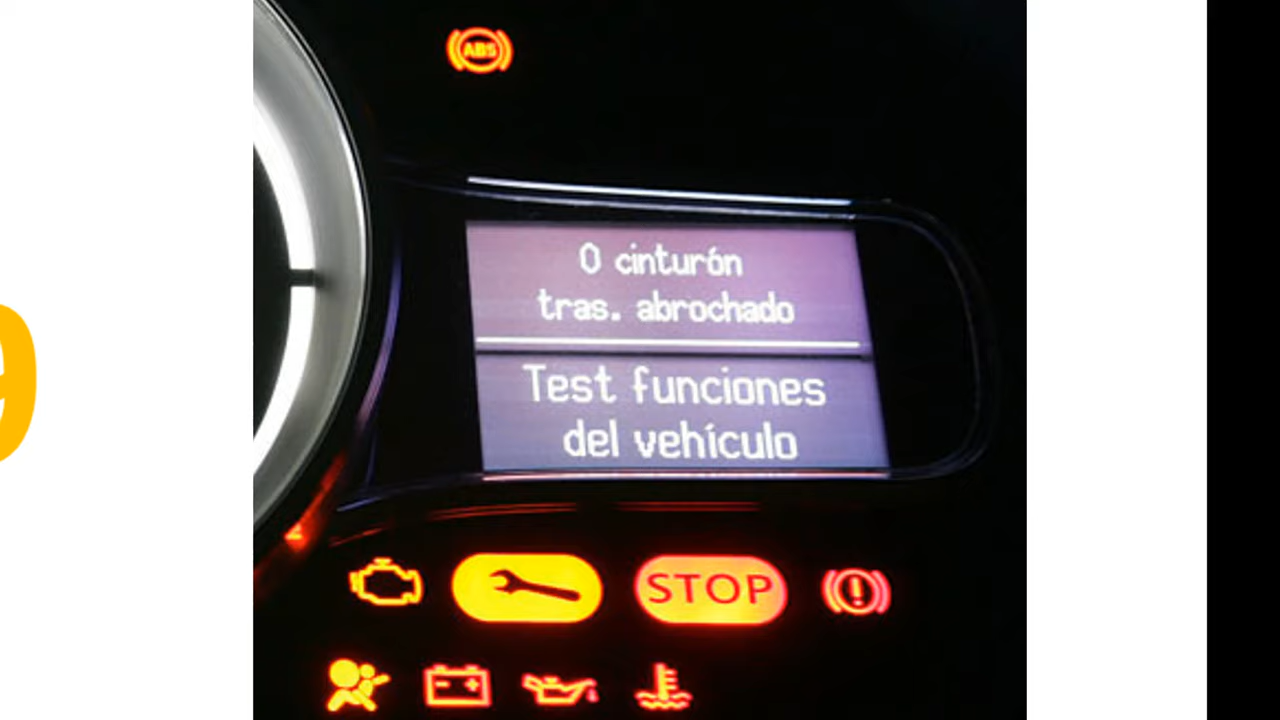 ABS
0 cinturón
tras. abrochado
Test funciones
del vehículo
STOP